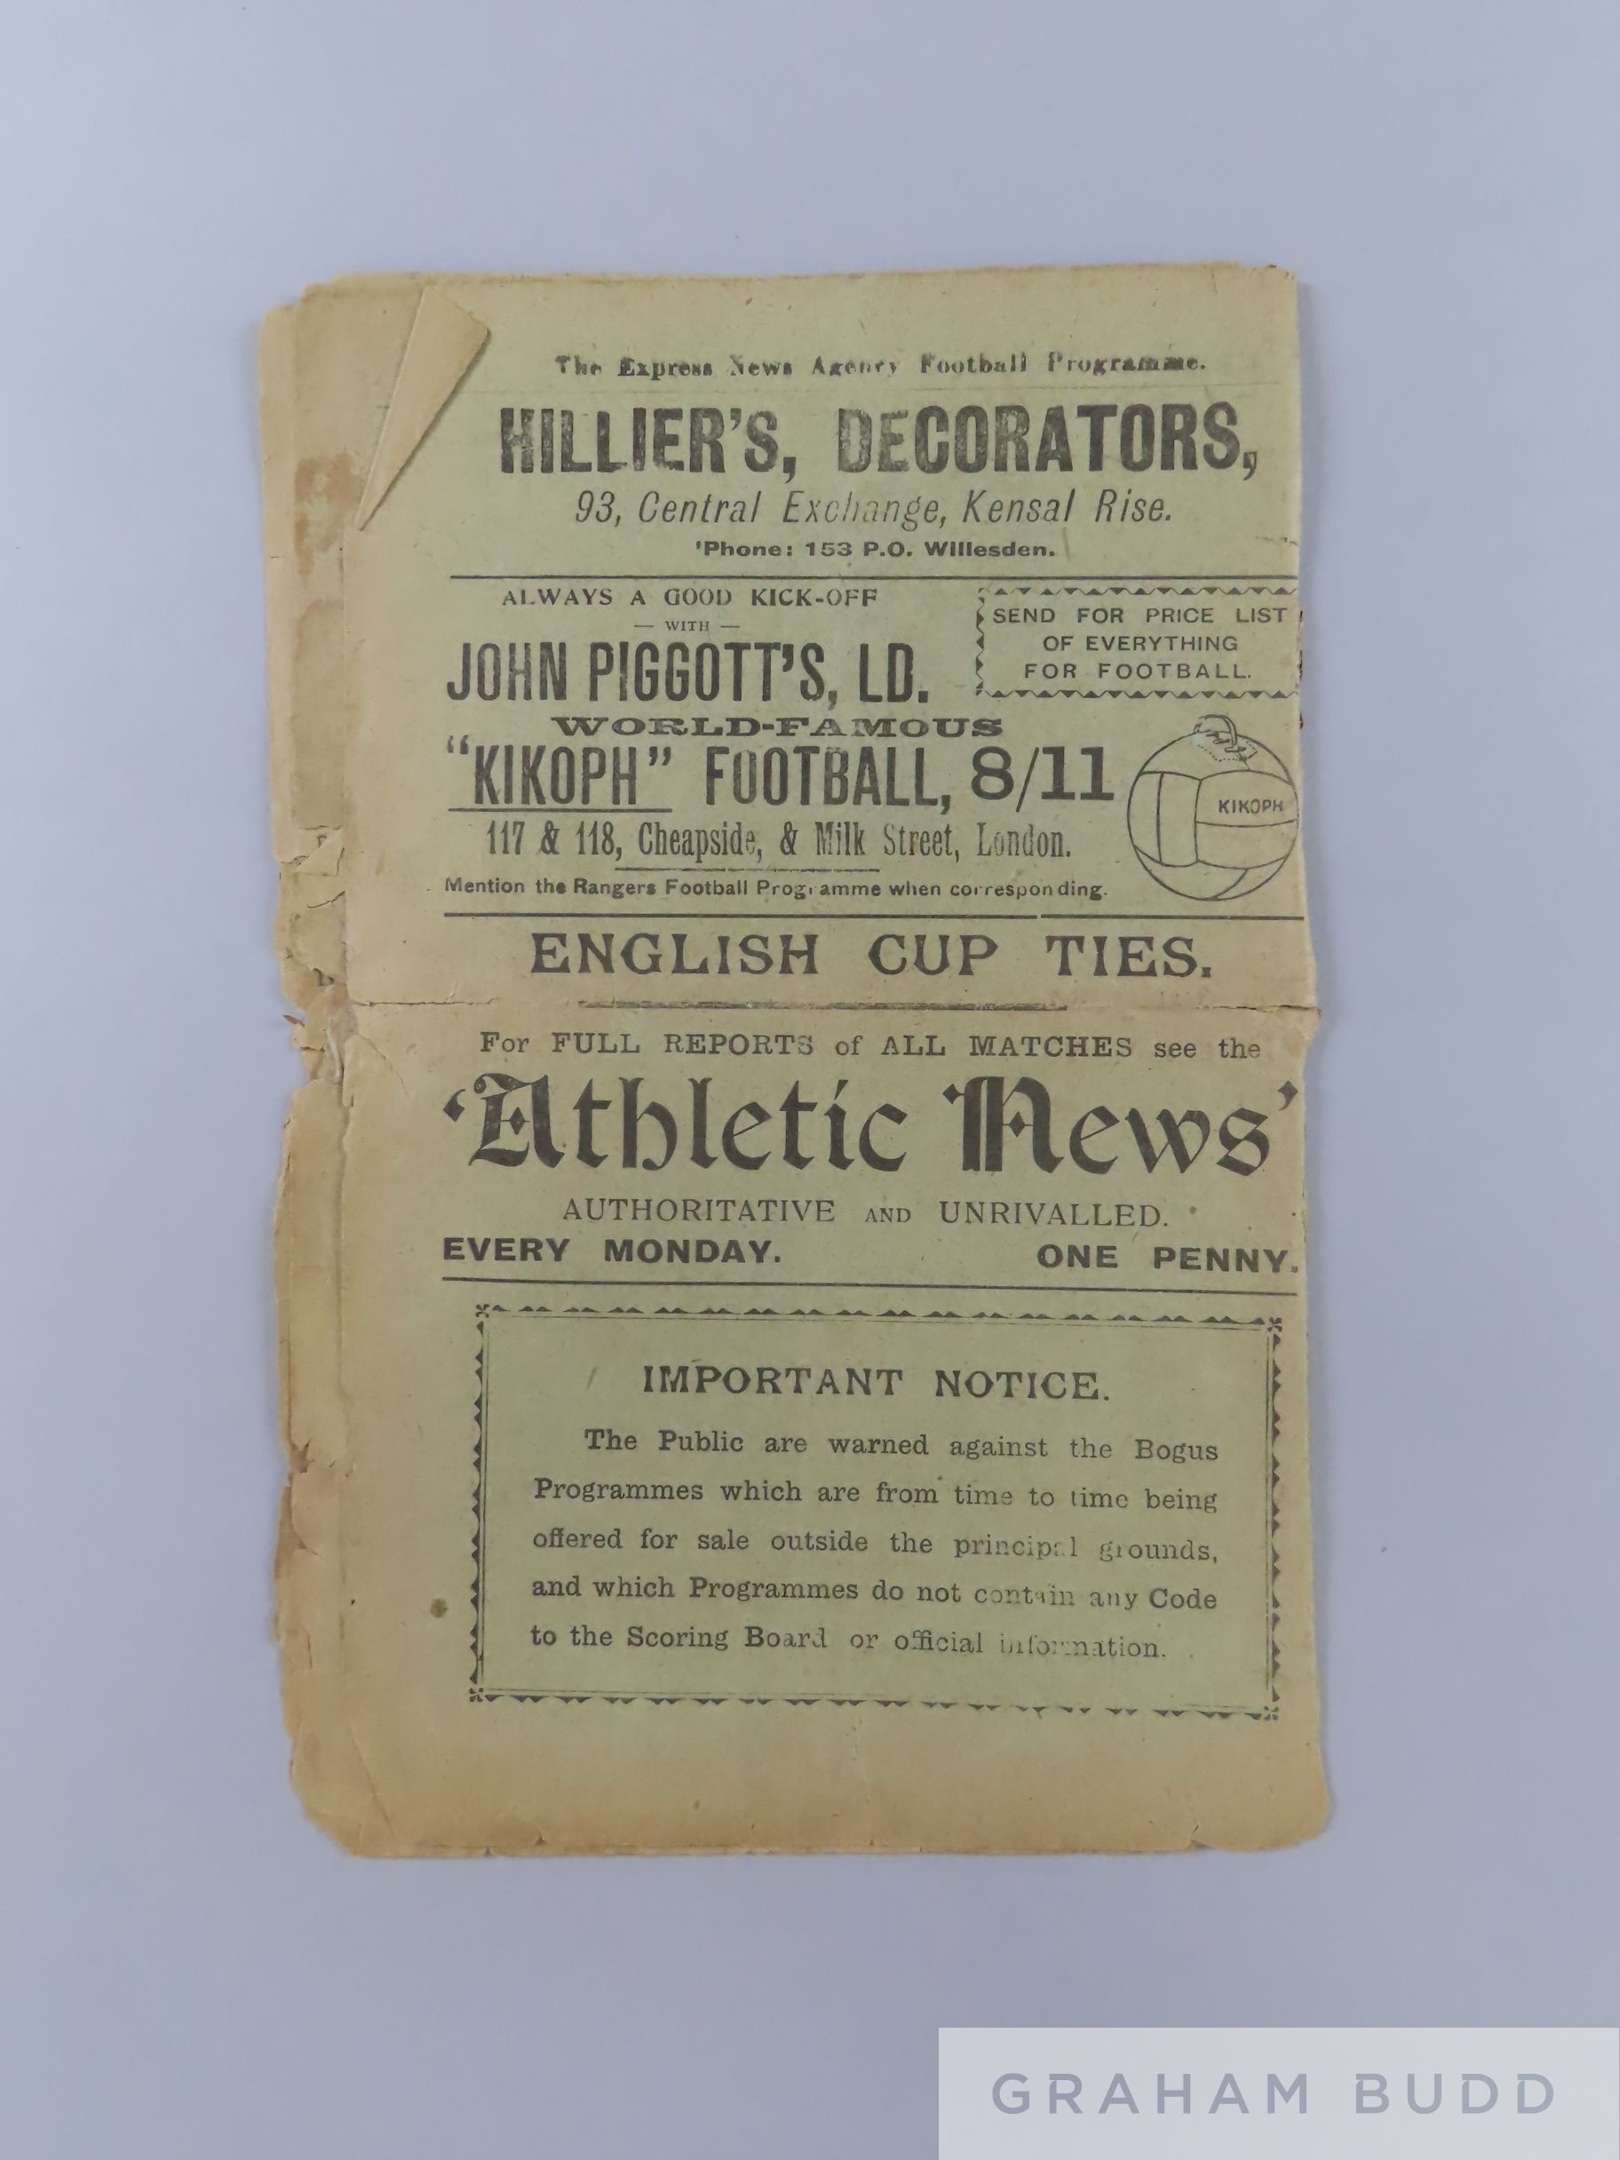 The Express News Agency Football Programme.
HILLIER'S, DECORATORS,
93, Central Exchange, Kensal Rise.
'Phone: 153 P.O. Willesden.
ALWAYS A GOOD KICK-OFF
— WITH —
JOHN PIGGOTT'S, LD.
WORLD-FAMOUS
"KIKOPH" FOOTBALL, 8/11
117 & 118, Cheapside, & Milk Street, London.
Mention the Rangers Football Programme when corresponding.
SEND FOR PRICE LIST
OF EVERYTHING
FOR FOOTBALL.
KIKOPH
ENGLISH CUP TIES.
For FULL REPORTS of ALL MATCHES see the
'Athletic News'
AUTHORITATIVE AND UNRIVALLED.
EVERY MONDAY. ONE PENNY.
IMPORTANT NOTICE.
The Public are warned against the Bogus
Programmes which are from time to time being
offered for sale outside the principal grounds,
and which Programmes do not contain any Code
to the Scoring Board or official information.
GRAHAM BUDD